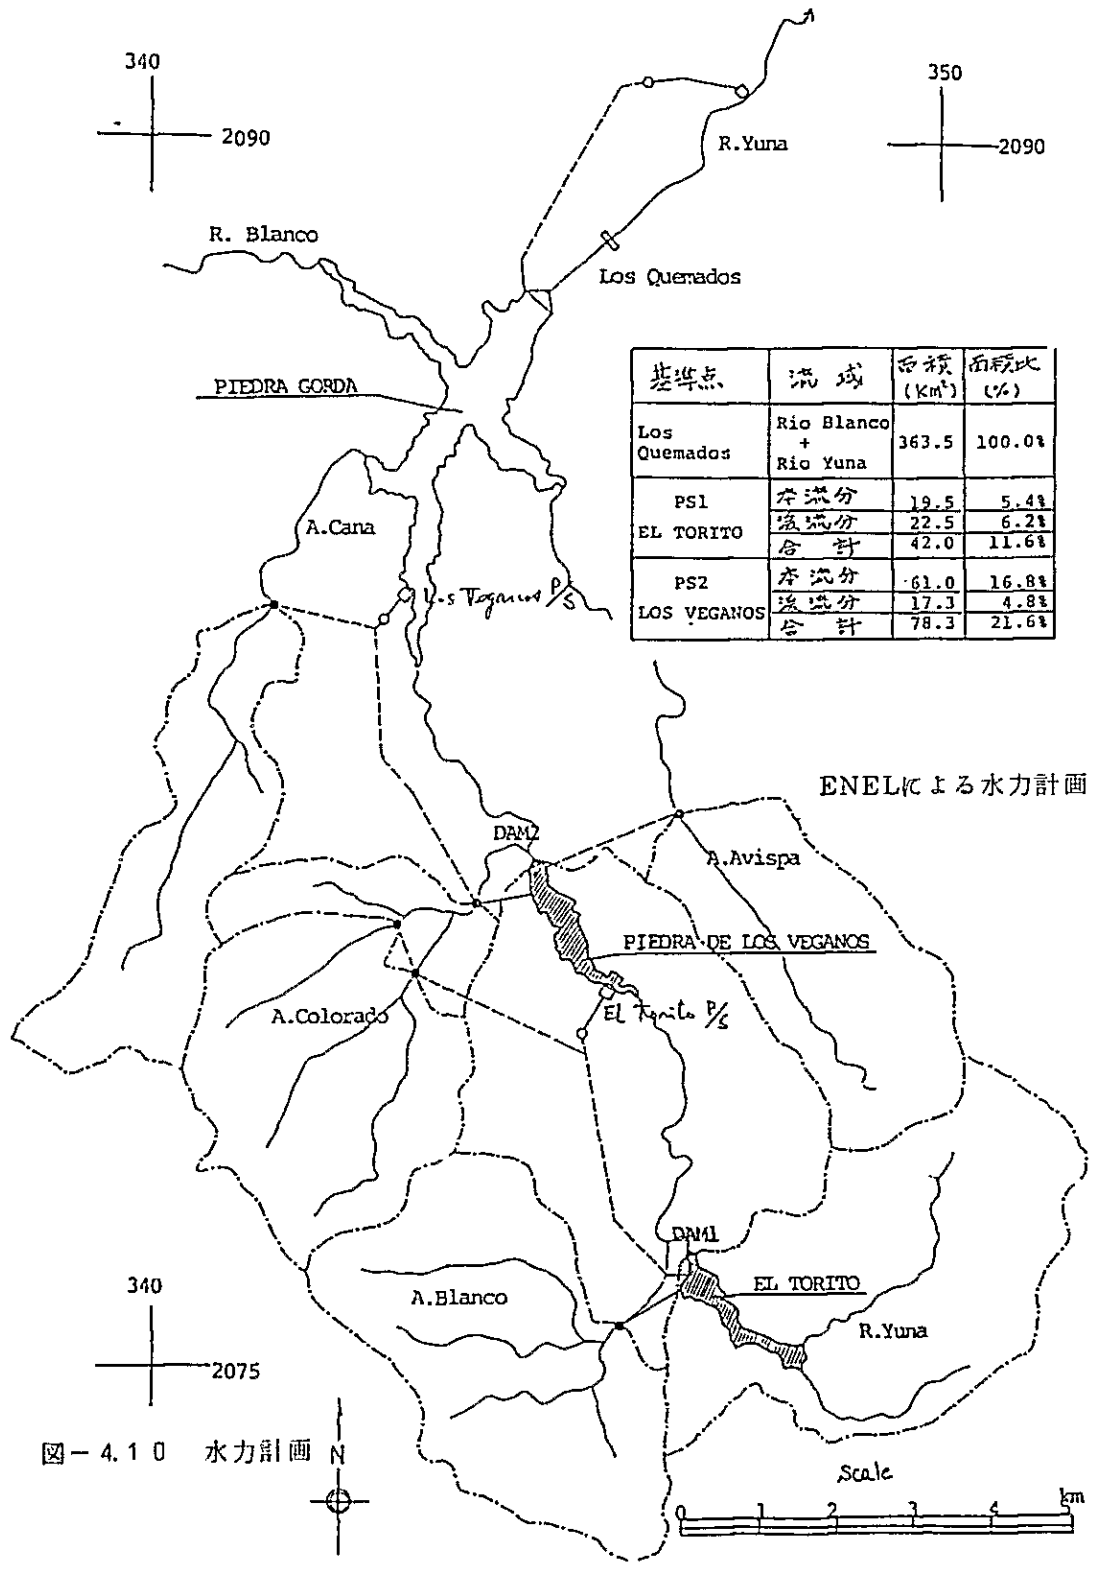 340
350
2090
R.Yuna
2090
R. Blanco
Los Quemados
PIEDRA GORDA
基準点 流域 面積(Km²) 面積比(%)
Los Quemados Rio Blanco + Rio Yuna 363.5 100.0%
PS1 EL TORITO 本流分 19.5 5.4%
流分 22.5 6.2%
合計 42.0 11.6%
PS2 LOS VEGANOS 本流分 61.0 16.8%
流分 17.3 4.8%
合計 78.3 21.6%
A.Cana
Los Veganos P/S
ENELによる水力計画
DAM2
A.Avispa
PIEDRA DE LOS VEGANOS
El Torito P/S
A.Colorado
DAM1
340
EL TORITO
A.Blanco
R.Yuna
2075
図-4.10 水力計画
N
Scale
0 1 2 3 4 5 km